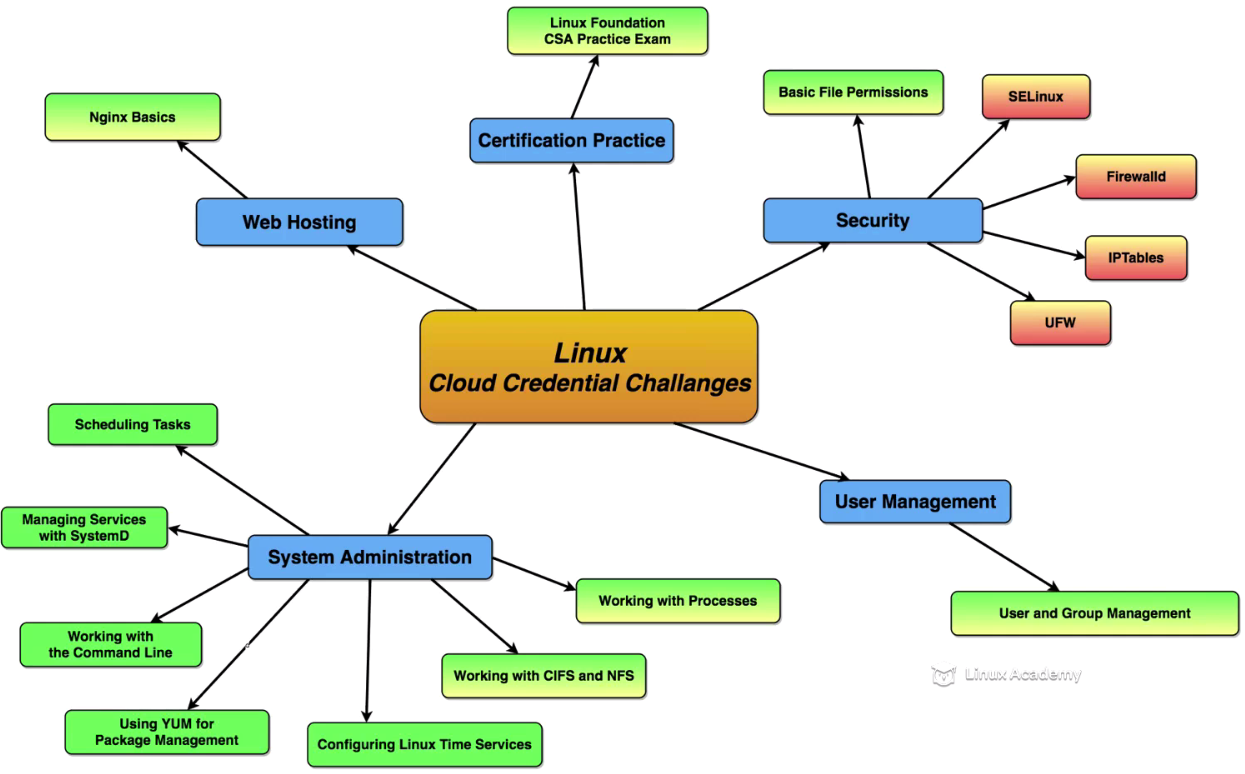 Linux Foundation
CSA Practice Exam
Nginx Basics
Certification Practice
Basic File Permissions
SELinux
Firewalld
Web Hosting
Security
IPTables
UFW
Linux
Cloud Credential Challanges
Scheduling Tasks
Managing Services
with SystemD
System Administration
User Management
Working with Processes
User and Group Management
Working with
the Command Line
Working with CIFS and NFS
Linux Academy
Using YUM for
Package Management
Configuring Linux Time Services